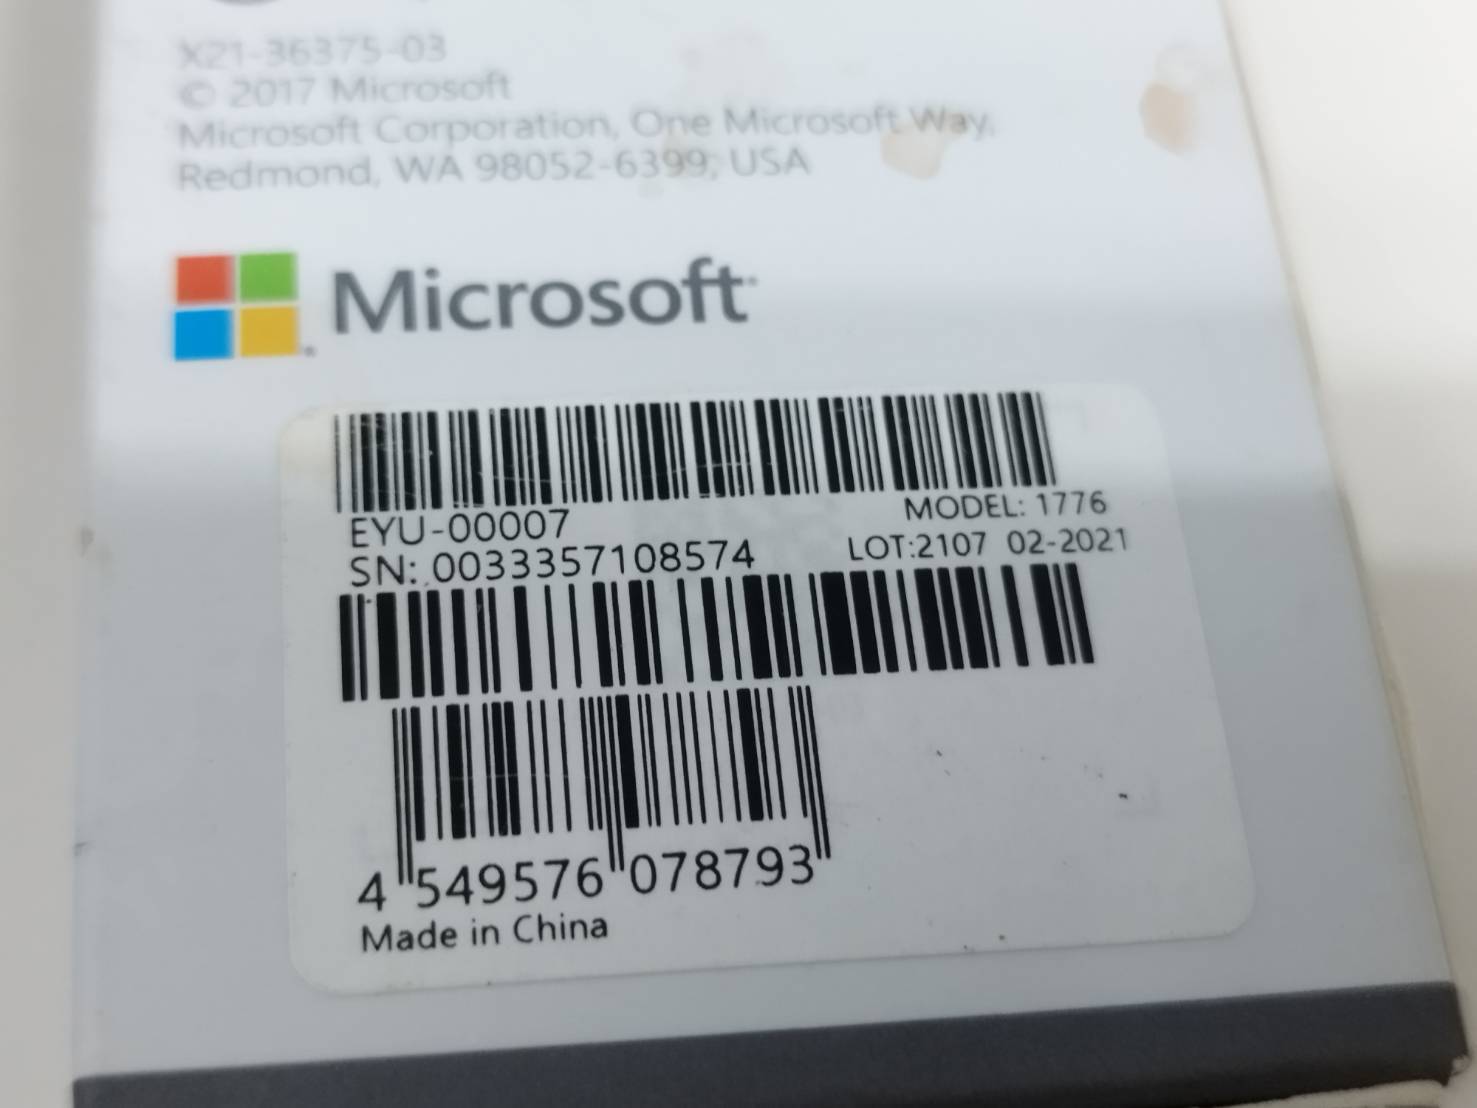 X21-36375-03
© 2017 Microsoft
Microsoft Corporation, One Microsoft Way,
Redmond, WA 98052-6399, USA
Microsoft
EYU-00007
MODEL: 1776
SN: 0033357108574
LOT:2107 02-2021
4 549576 078793
Made in China